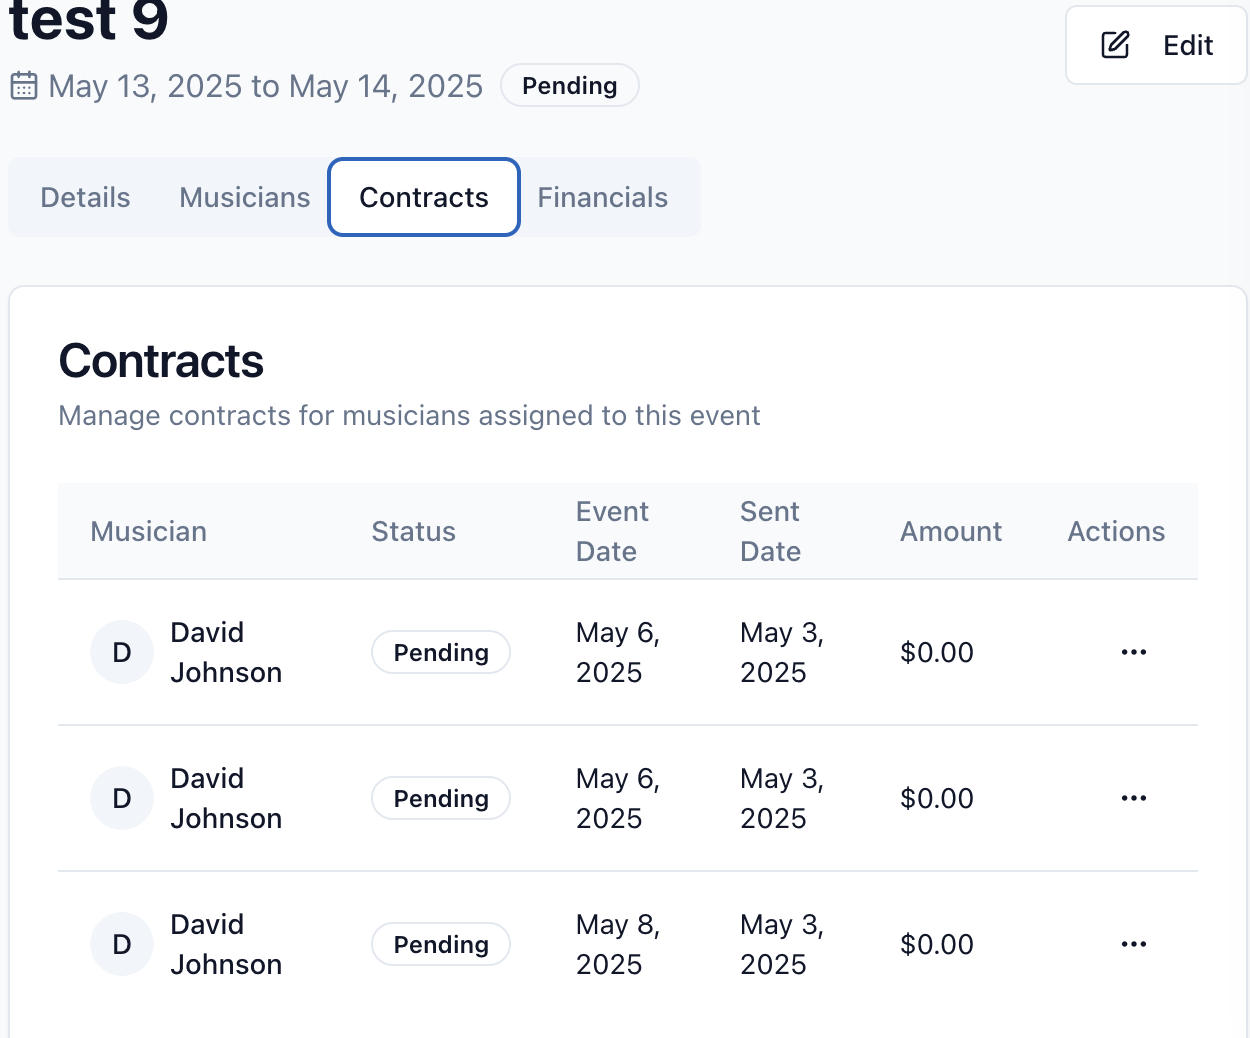 test 9
Edit
May 13, 2025 to May 14, 2025 Pending
Details Musicians Contracts Financials
Contracts
Manage contracts for musicians assigned to this event
Musician Status Event Date Sent Date Amount Actions
D David Johnson Pending May 6, 2025 May 3, 2025 $0.00 ...
D David Johnson Pending May 6, 2025 May 3, 2025 $0.00 ...
D David Johnson Pending May 8, 2025 May 3, 2025 $0.00 ...